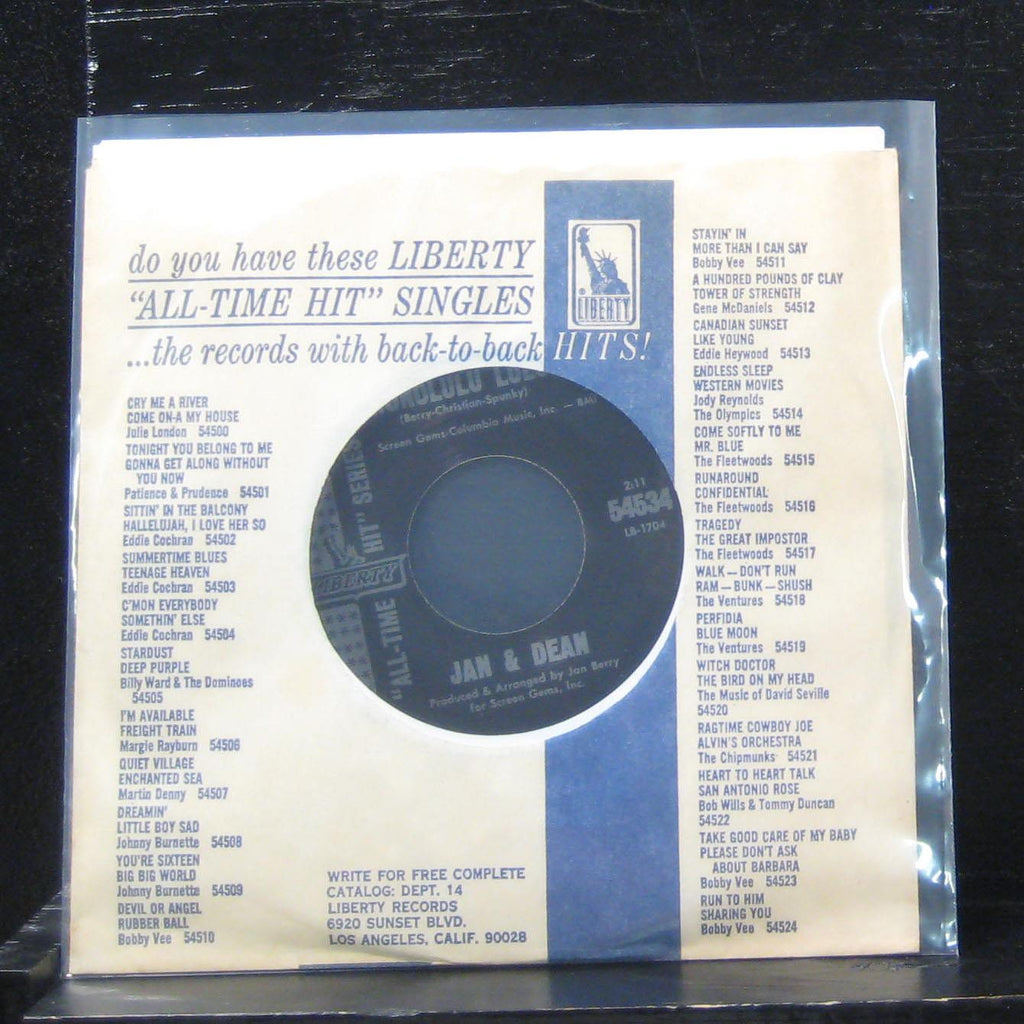 do you have these LIBERTY
"ALL-TIME HIT" SINGLES
...the records with back-to-back HITS!
LIBERTY
CRY ME A RIVER
COME ON-A MY HOUSE
Julie London 54500
TONIGHT YOU BELONG TO ME
GONNA GET ALONG WITHOUT
YOU NOW
Patience & Prudence 54501
SITTIN' IN THE BALCONY
HALLELUJAH, I LOVE HER SO
Eddie Cochran 54502
SUMMERTIME BLUES
TEENAGE HEAVEN
Eddie Cochran 54503
C'MON EVERYBODY
SOMETHIN' ELSE
Eddie Cochran 54504
STARDUST
DEEP PURPLE
Billy Ward & The Dominoes
54505
I'M AVAILABLE
FREIGHT TRAIN
Margie Rayburn 54506
QUIET VILLAGE
ENCHANTED SEA
Martin Denny 54507
DREAMIN'
LITTLE BOY SAD
Johnny Burnette 54508
YOU'RE SIXTEEN
BIG BIG WORLD
Johnny Burnette 54509
DEVIL OR ANGEL
RUBBER BALL
Bobby Vee 54510
(Berry-Christian-Spunky)
Screen Gems-Columbia Music, Inc. — BMI
2:11
54534
LB-1704
"ALL-TIME HIT" SERIES
LIBERTY
JAN & DEAN
Produced & Arranged by Jan Berry
for Screen Gems, Inc.
WRITE FOR FREE COMPLETE
CATALOG: DEPT. 14
LIBERTY RECORDS
6920 SUNSET BLVD.
LOS ANGELES, CALIF. 90028
STAYIN' IN
MORE THAN I CAN SAY
Bobby Vee 54511
A HUNDRED POUNDS OF CLAY
TOWER OF STRENGTH
Gene McDaniels 54512
CANADIAN SUNSET
LIKE YOUNG
Eddie Heywood 54513
ENDLESS SLEEP
WESTERN MOVIES
Jody Reynolds
The Olympics 54514
COME SOFTLY TO ME
MR. BLUE
The Fleetwoods 54515
RUNAROUND
CONFIDENTIAL
The Fleetwoods 54516
TRAGEDY
THE GREAT IMPOSTOR
The Fleetwoods 54517
WALK — DON'T RUN
RAM — BUNK — SHUSH
The Ventures 54518
PERFIDIA
BLUE MOON
The Ventures 54519
WITCH DOCTOR
THE BIRD ON MY HEAD
The Music of David Seville
54520
RAGTIME COWBOY JOE
ALVIN'S ORCHESTRA
The Chipmunks 54521
HEART TO HEART TALK
SAN ANTONIO ROSE
Bob Wills & Tommy Duncan
54522
TAKE GOOD CARE OF MY BABY
PLEASE DON'T ASK
ABOUT BARBARA
Bobby Vee 54523
RUN TO HIM
SHARING YOU
Bobby Vee 54524